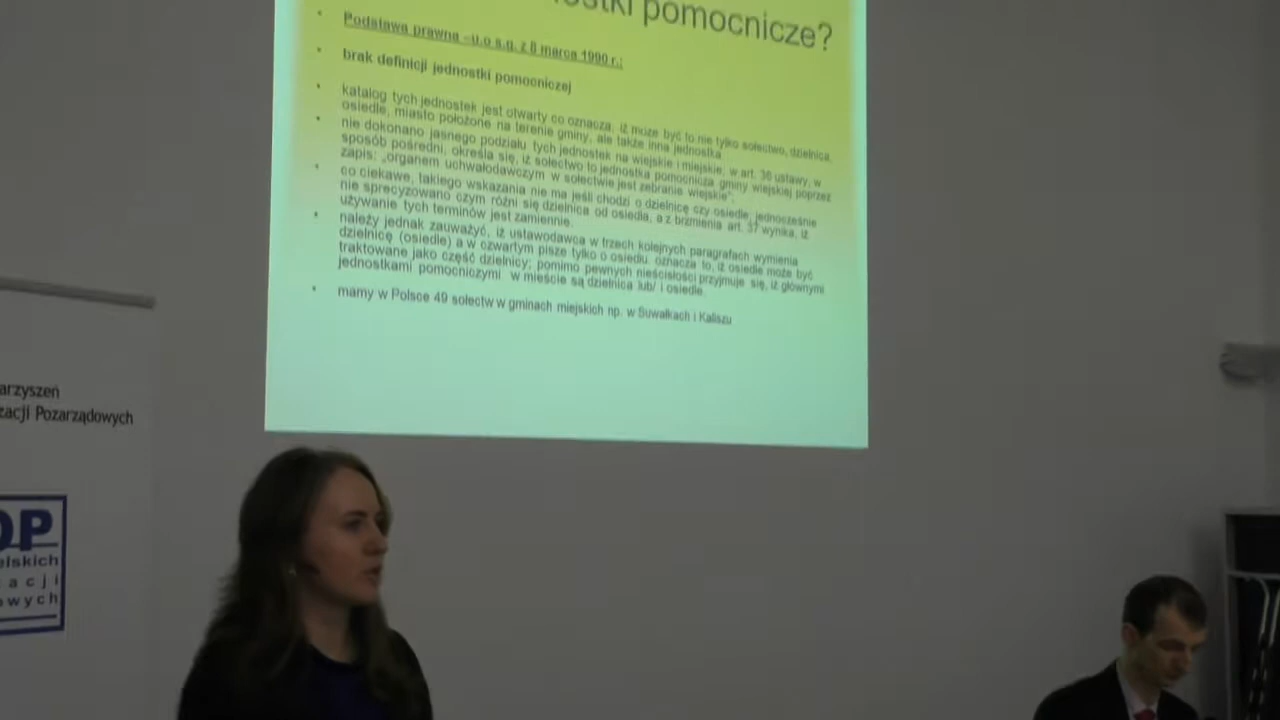 pomocnicze?
Podstawa prawna –u.o s.g. z 8 marca 1990 r.:
brak definicji jednostki pomocniczej
katalog tych jednostek jest otwarty co oznacza, iż może być to nie tylko sołectwo, dzielnica,
osiedle, miasto położone na terenie gminy, ale także inna jednostka
nie dokonano jasnego podziału tych jednostek na wiejskie i miejskie; w art. 36 ustawy, w
sposób pośredni, określa się, iż sołectwo to jednostka pomocnicza gminy wiejskiej poprzez
zapis: „organem uchwałodawczym w sołectwie jest zebranie wiejskie”;
co ciekawe, takiego wskazania nie ma jeśli chodzi o dzielnicę czy osiedle, jednocześnie
nie sprecyzowano czym różni się dzielnica od osiedla, a z brzmienia art. 37 wynika, iż
używanie tych terminów jest zamiennie.
należy jednak zauważyć, iż ustawodawca w trzech kolejnych paragrafach wymienia
dzielnicę (osiedle) a w czwartym pisze tylko o osiedlu oznacza to, iż osiedle może być
traktowane jako część dzielnicy; pomimo pewnych nieścisłości przyjmuje się, iż głównymi
jednostkami pomocniczymi w mieście są dzielnica lub/ i osiedle.
mamy w Polsce 49 sołectw w gminach miejskich np. w Suwałkach i Kaliszu
arzyszeń
zacji Pozarządowych
OP
elskich
acji
owych